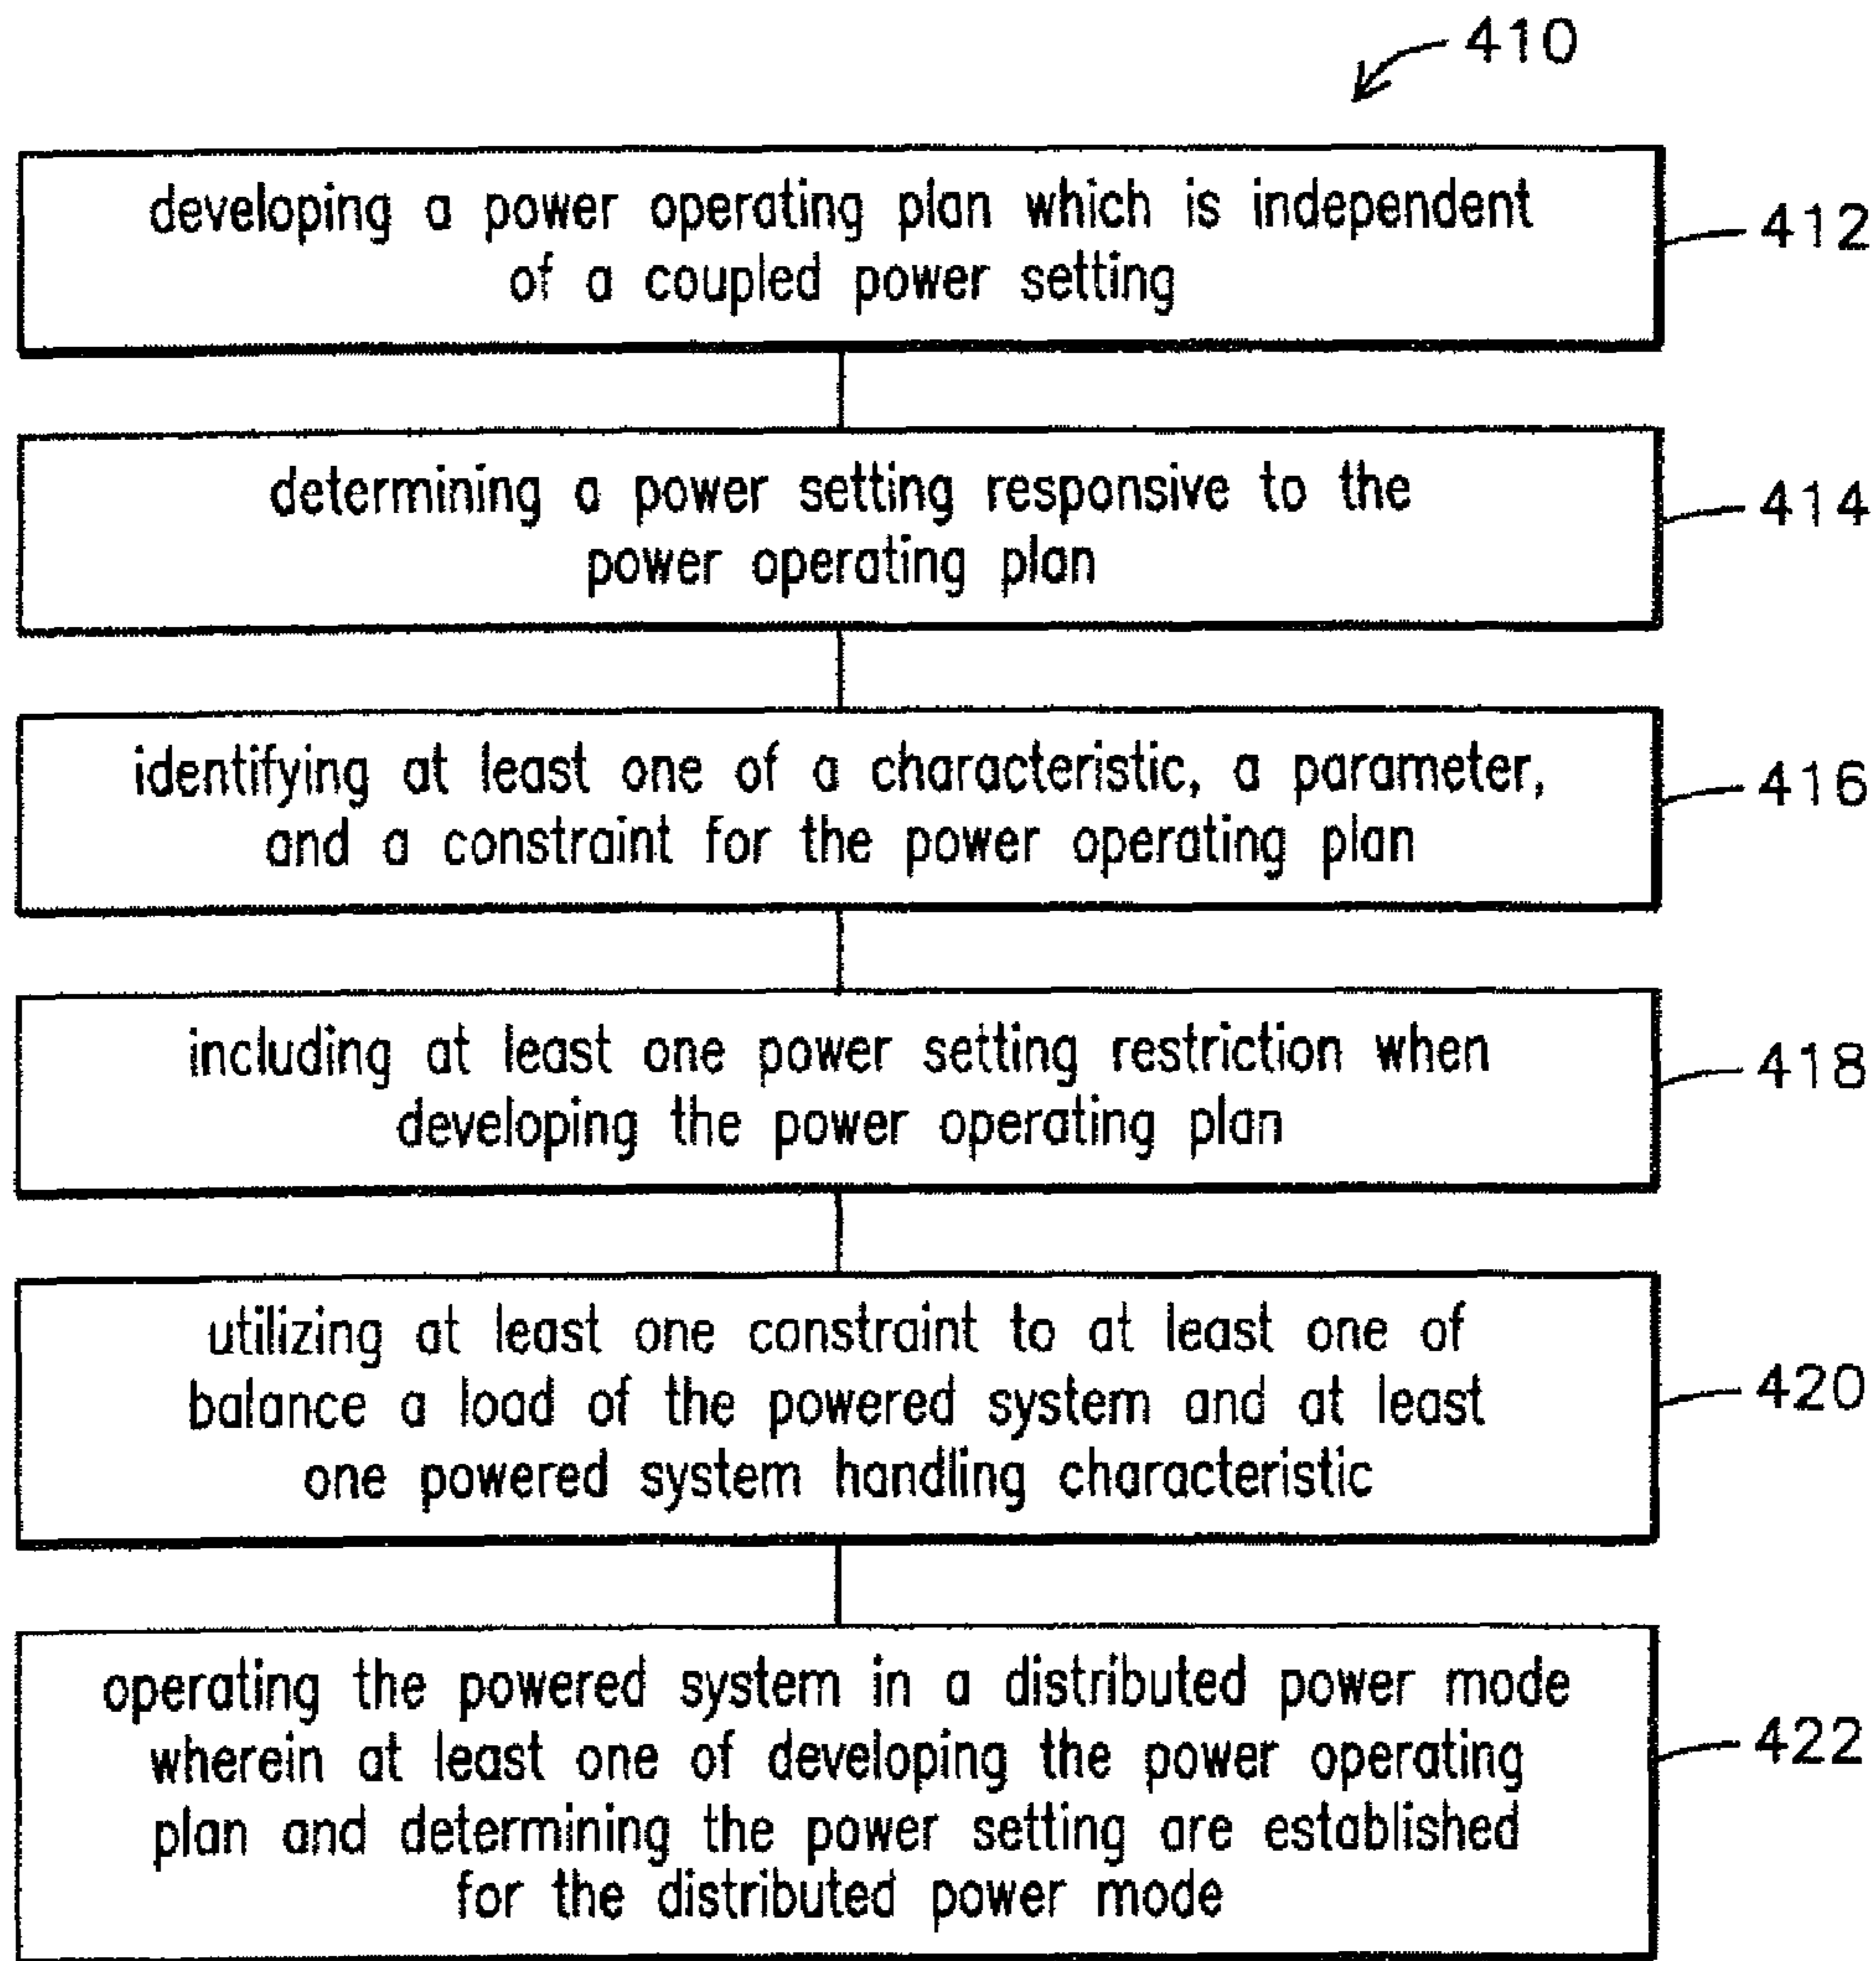 410
developing a power operating plan which is independent
of a coupled power setting
412
determining a power setting responsive to the
power operating plan
414
identifying at least one of a characteristic, a parameter,
and a constraint for the power operating plan
416
including at least one power setting restriction when
developing the power operating plan
418
utilizing at least one constraint to at least one of
balance a load of the powered system and at least
one powered system handling characteristic
420
operating the powered system in a distributed power mode
wherein at least one of developing the power operating
plan and determining the power setting are established
for the distributed power mode
422